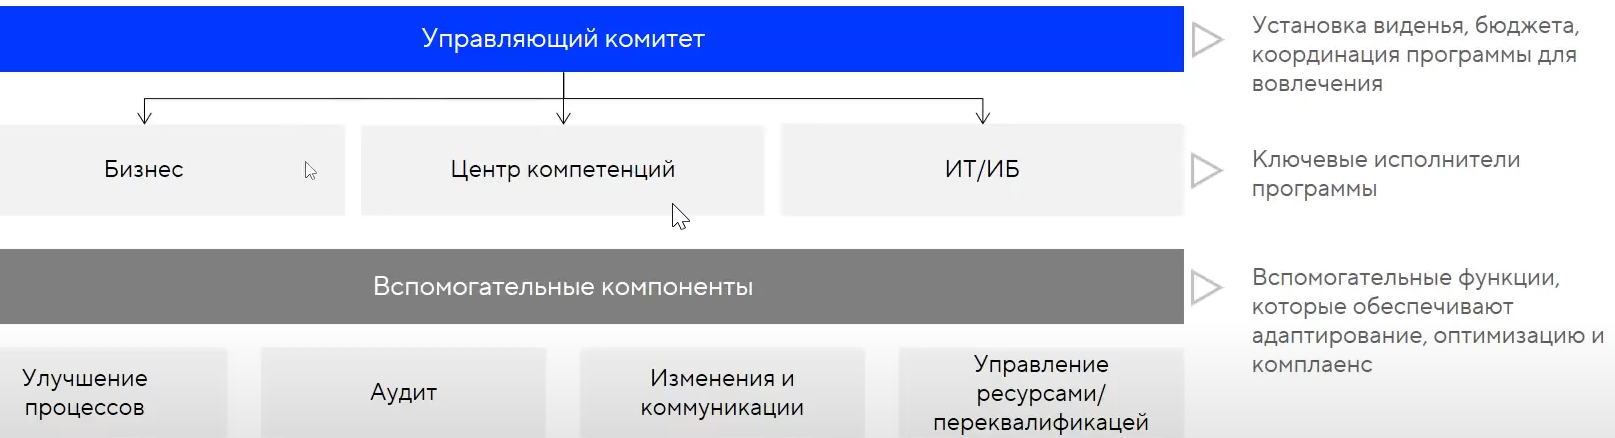 Управляющий комитет
Установка виденья, бюджета,
координация программы для
вовлечения
Бизнес
Центр компетенций
ИТ/ИБ
Ключевые исполнители
программы
Вспомогательные компоненты
Вспомогательные функции,
которые обеспечивают
адаптирование, оптимизацию и
комплаенс
Улучшение
процессов
Аудит
Изменения и
коммуникации
Управление
ресурсами/
переквалификацей